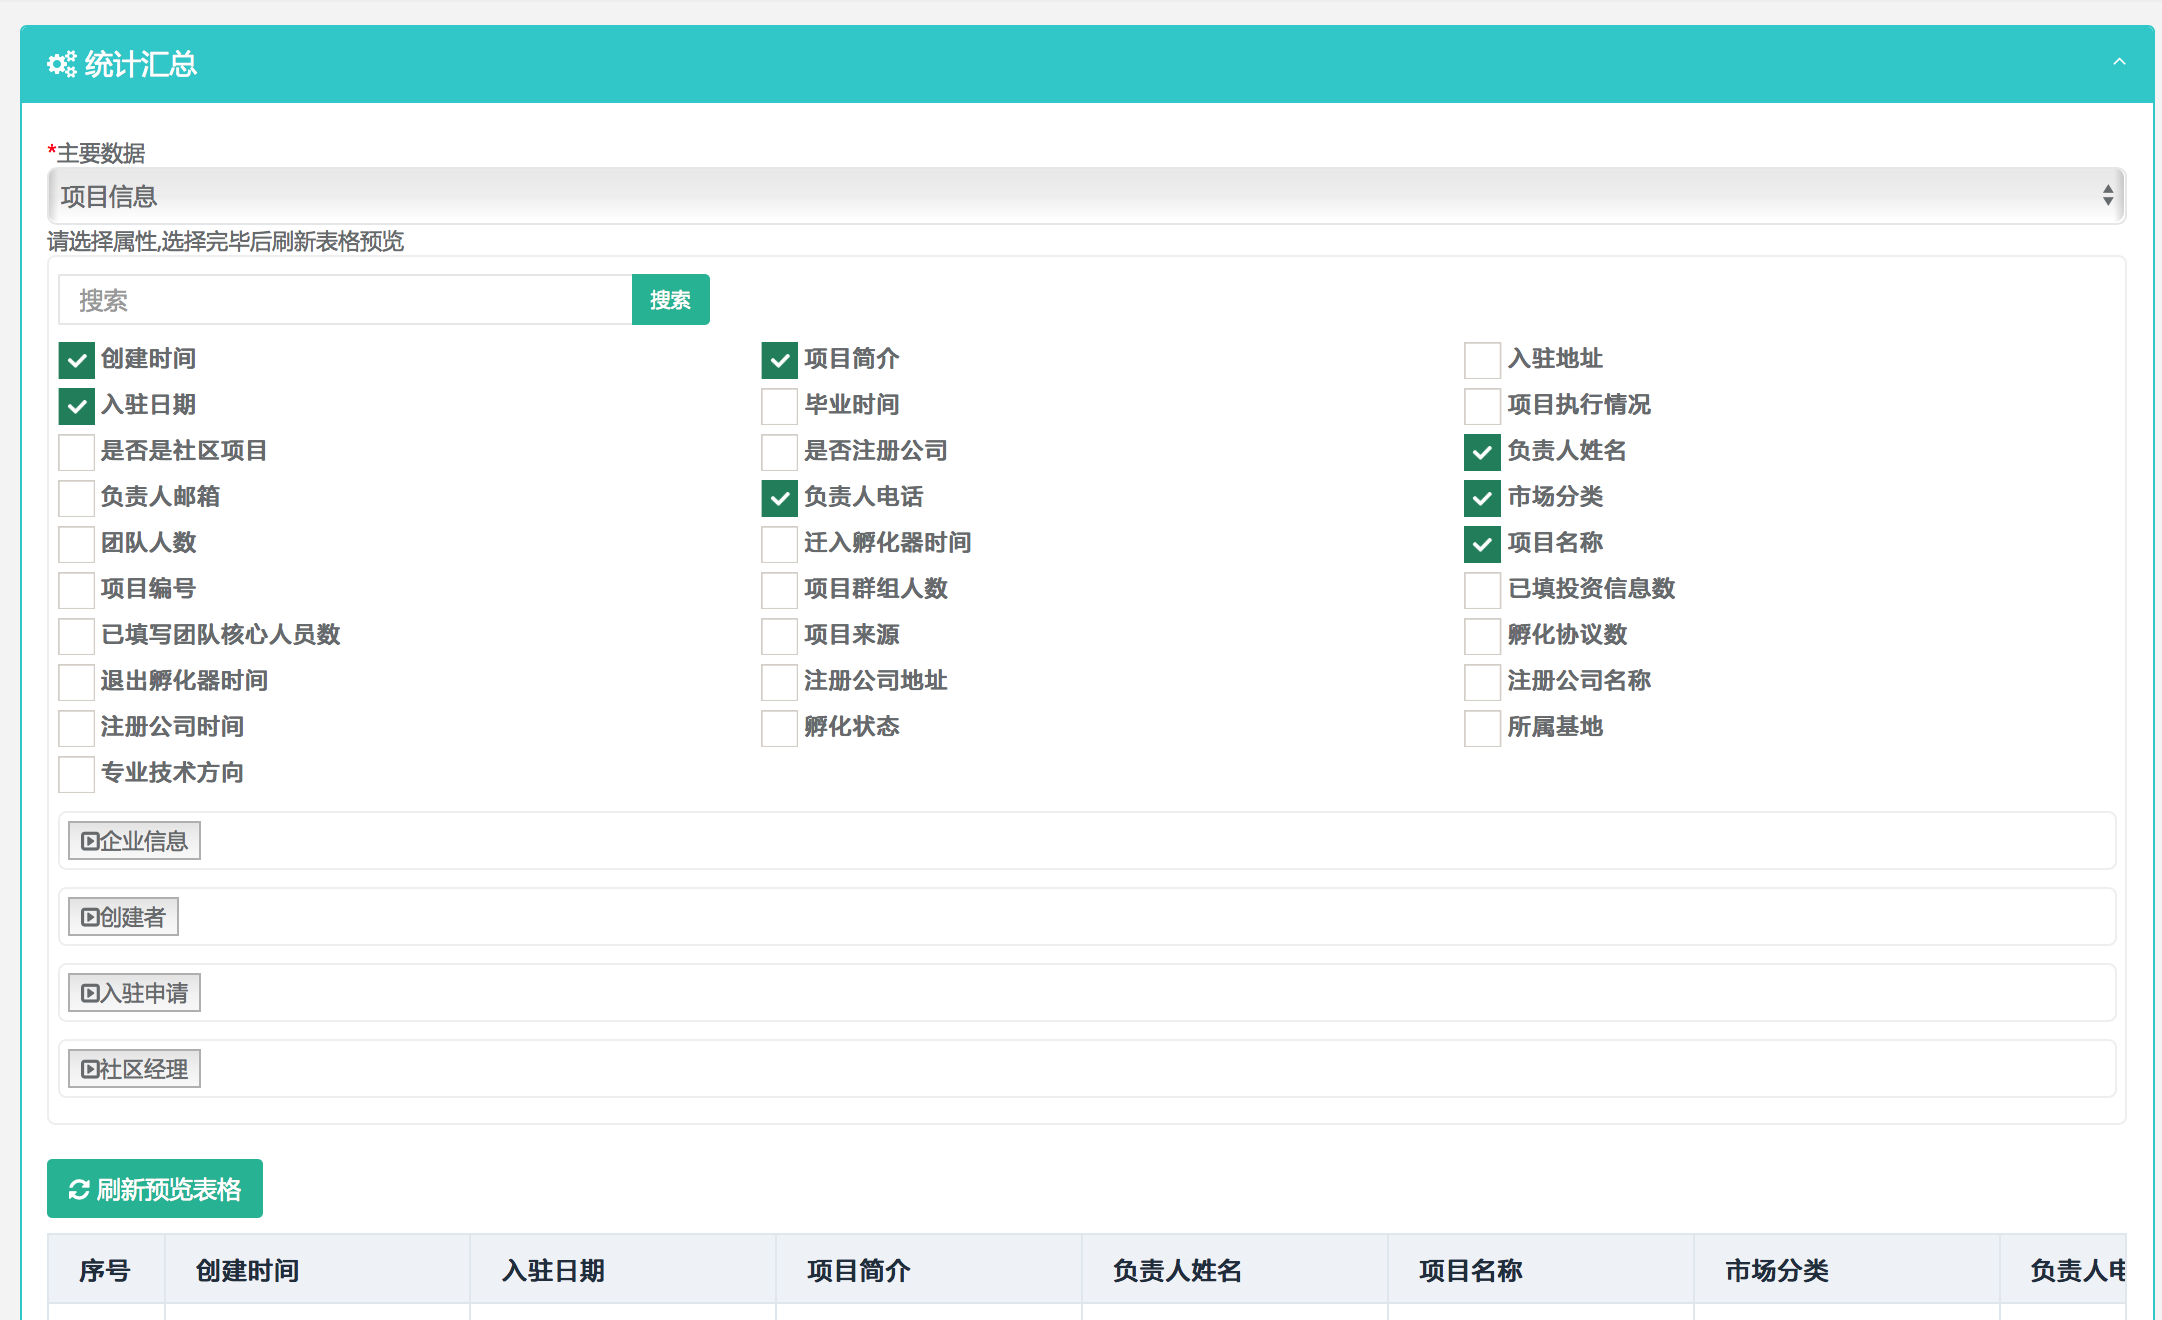 统计汇总
*主要数据
项目信息
请选择属性,选择完毕后刷新表格预览
搜索 搜索
创建时间 项目简介 入驻地址
入驻日期 毕业时间 项目执行情况
是否是社区项目 是否注册公司 负责人姓名
负责人邮箱 负责人电话 市场分类
团队人数 迁入孵化器时间 项目名称
项目编号 项目群组人数 已填投资信息数
已填写团队核心人员数 项目来源 孵化协议数
退出孵化器时间 注册公司地址 注册公司名称
注册公司时间 孵化状态 所属基地
专业技术方向
企业信息
创建者
入驻申请
社区经理
刷新预览表格
序号 创建时间 入驻日期 项目简介 负责人姓名 项目名称 市场分类 负责人电